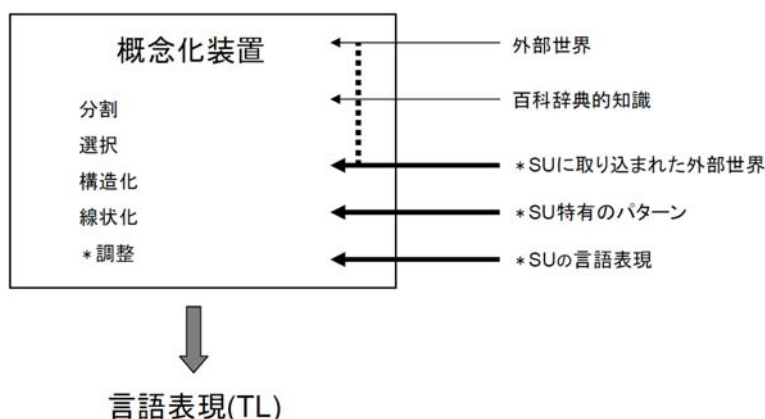 概念化装置
分割
選択
構造化
線状化
*調整
外部世界
百科辞典的知識
*SUに取り込まれた外部世界
*SU特有のパターン
*SUの言語表現
言語表現(TL)